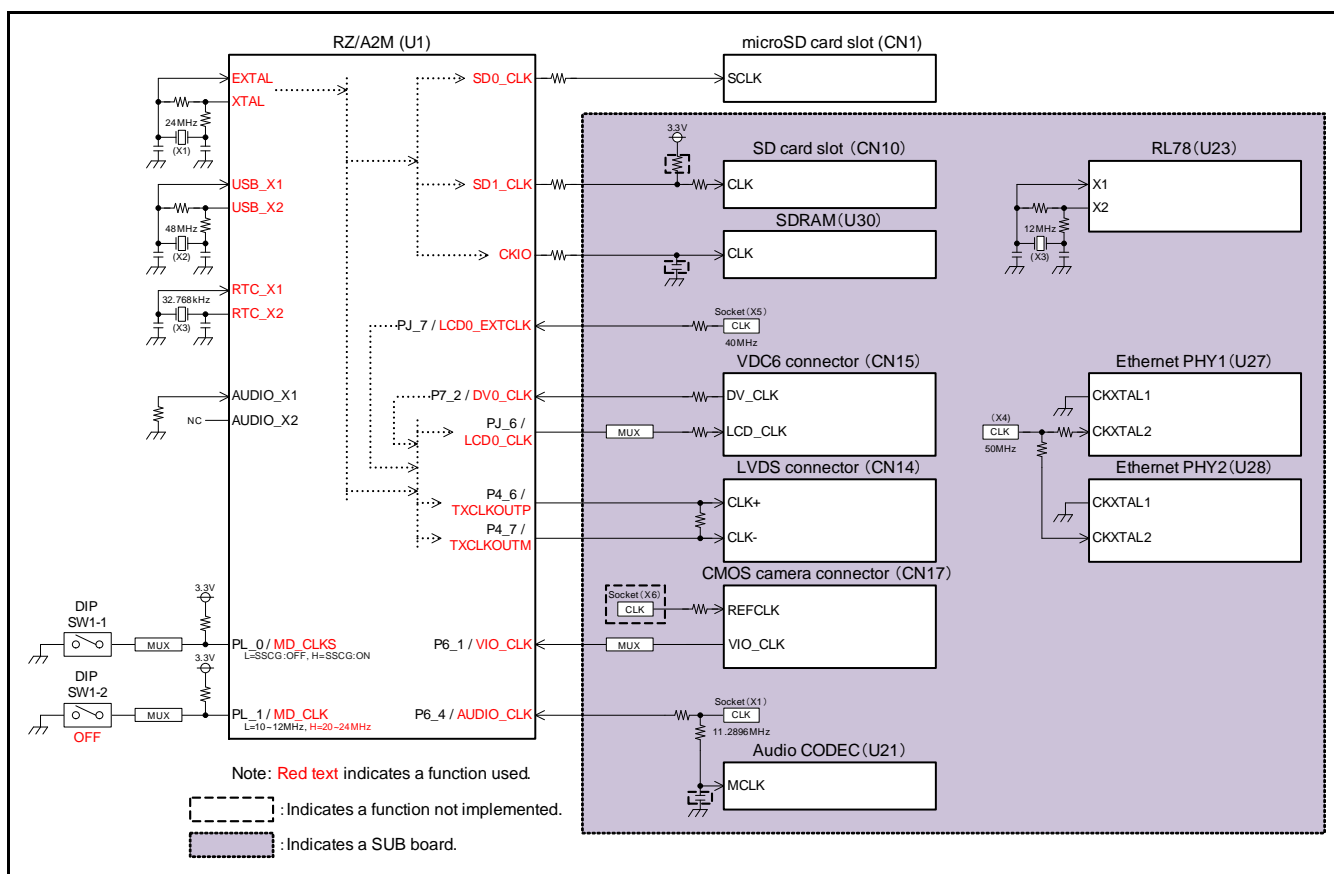 RZ/A2M (U1)
EXTAL
XTAL
24MHz
(X1)
USB_X1
USB_X2
48MHz
(X2)
RTC_X1
32.768kHz
RTC_X2
(X3)
AUDIO_X1
NC
AUDIO_X2
3.3V
DIP
SW1-1
MUX
PL_0 / MD_CLKS
L=SSCG:OFF, H=SSCG:ON
3.3V
DIP
SW1-2
MUX
OFF
PL_1 / MD_CLK
L=10~12MHz, H=20~24MHz
SD0_CLK
SD1_CLK
CKIO
PJ_7 / LCD0_EXTCLK
P7_2 / DV0_CLK
PJ_6 /
LCD0_CLK
P4_6 /
TXCLKOUTP
P4_7 /
TXCLKOUTM
P6_1 / VIO_CLK
P6_4 / AUDIO_CLK
microSD card slot (CN1)
SCLK
3.3V
SD card slot (CN10)
CLK
SDRAM(U30)
CLK
Socket(X5)
CLK
40MHz
VDC6 connector (CN15)
DV_CLK
MUX
LCD_CLK
LVDS connector (CN14)
CLK+
CLK-
CMOS camera connector (CN17)
Socket(X6)
CLK
REFCLK
MUX
VIO_CLK
Socket(X1)
CLK
11.2896MHz
Audio CODEC(U21)
MCLK
RL78(U23)
X1
X2
12MHz
(X3)
Ethernet PHY1(U27)
CKXTAL1
(X4)
CLK
50MHz
CKXTAL2
Ethernet PHY2(U28)
CKXTAL1
CKXTAL2
Note: Red text indicates a function used.
: Indicates a function not implemented.
: Indicates a SUB board.